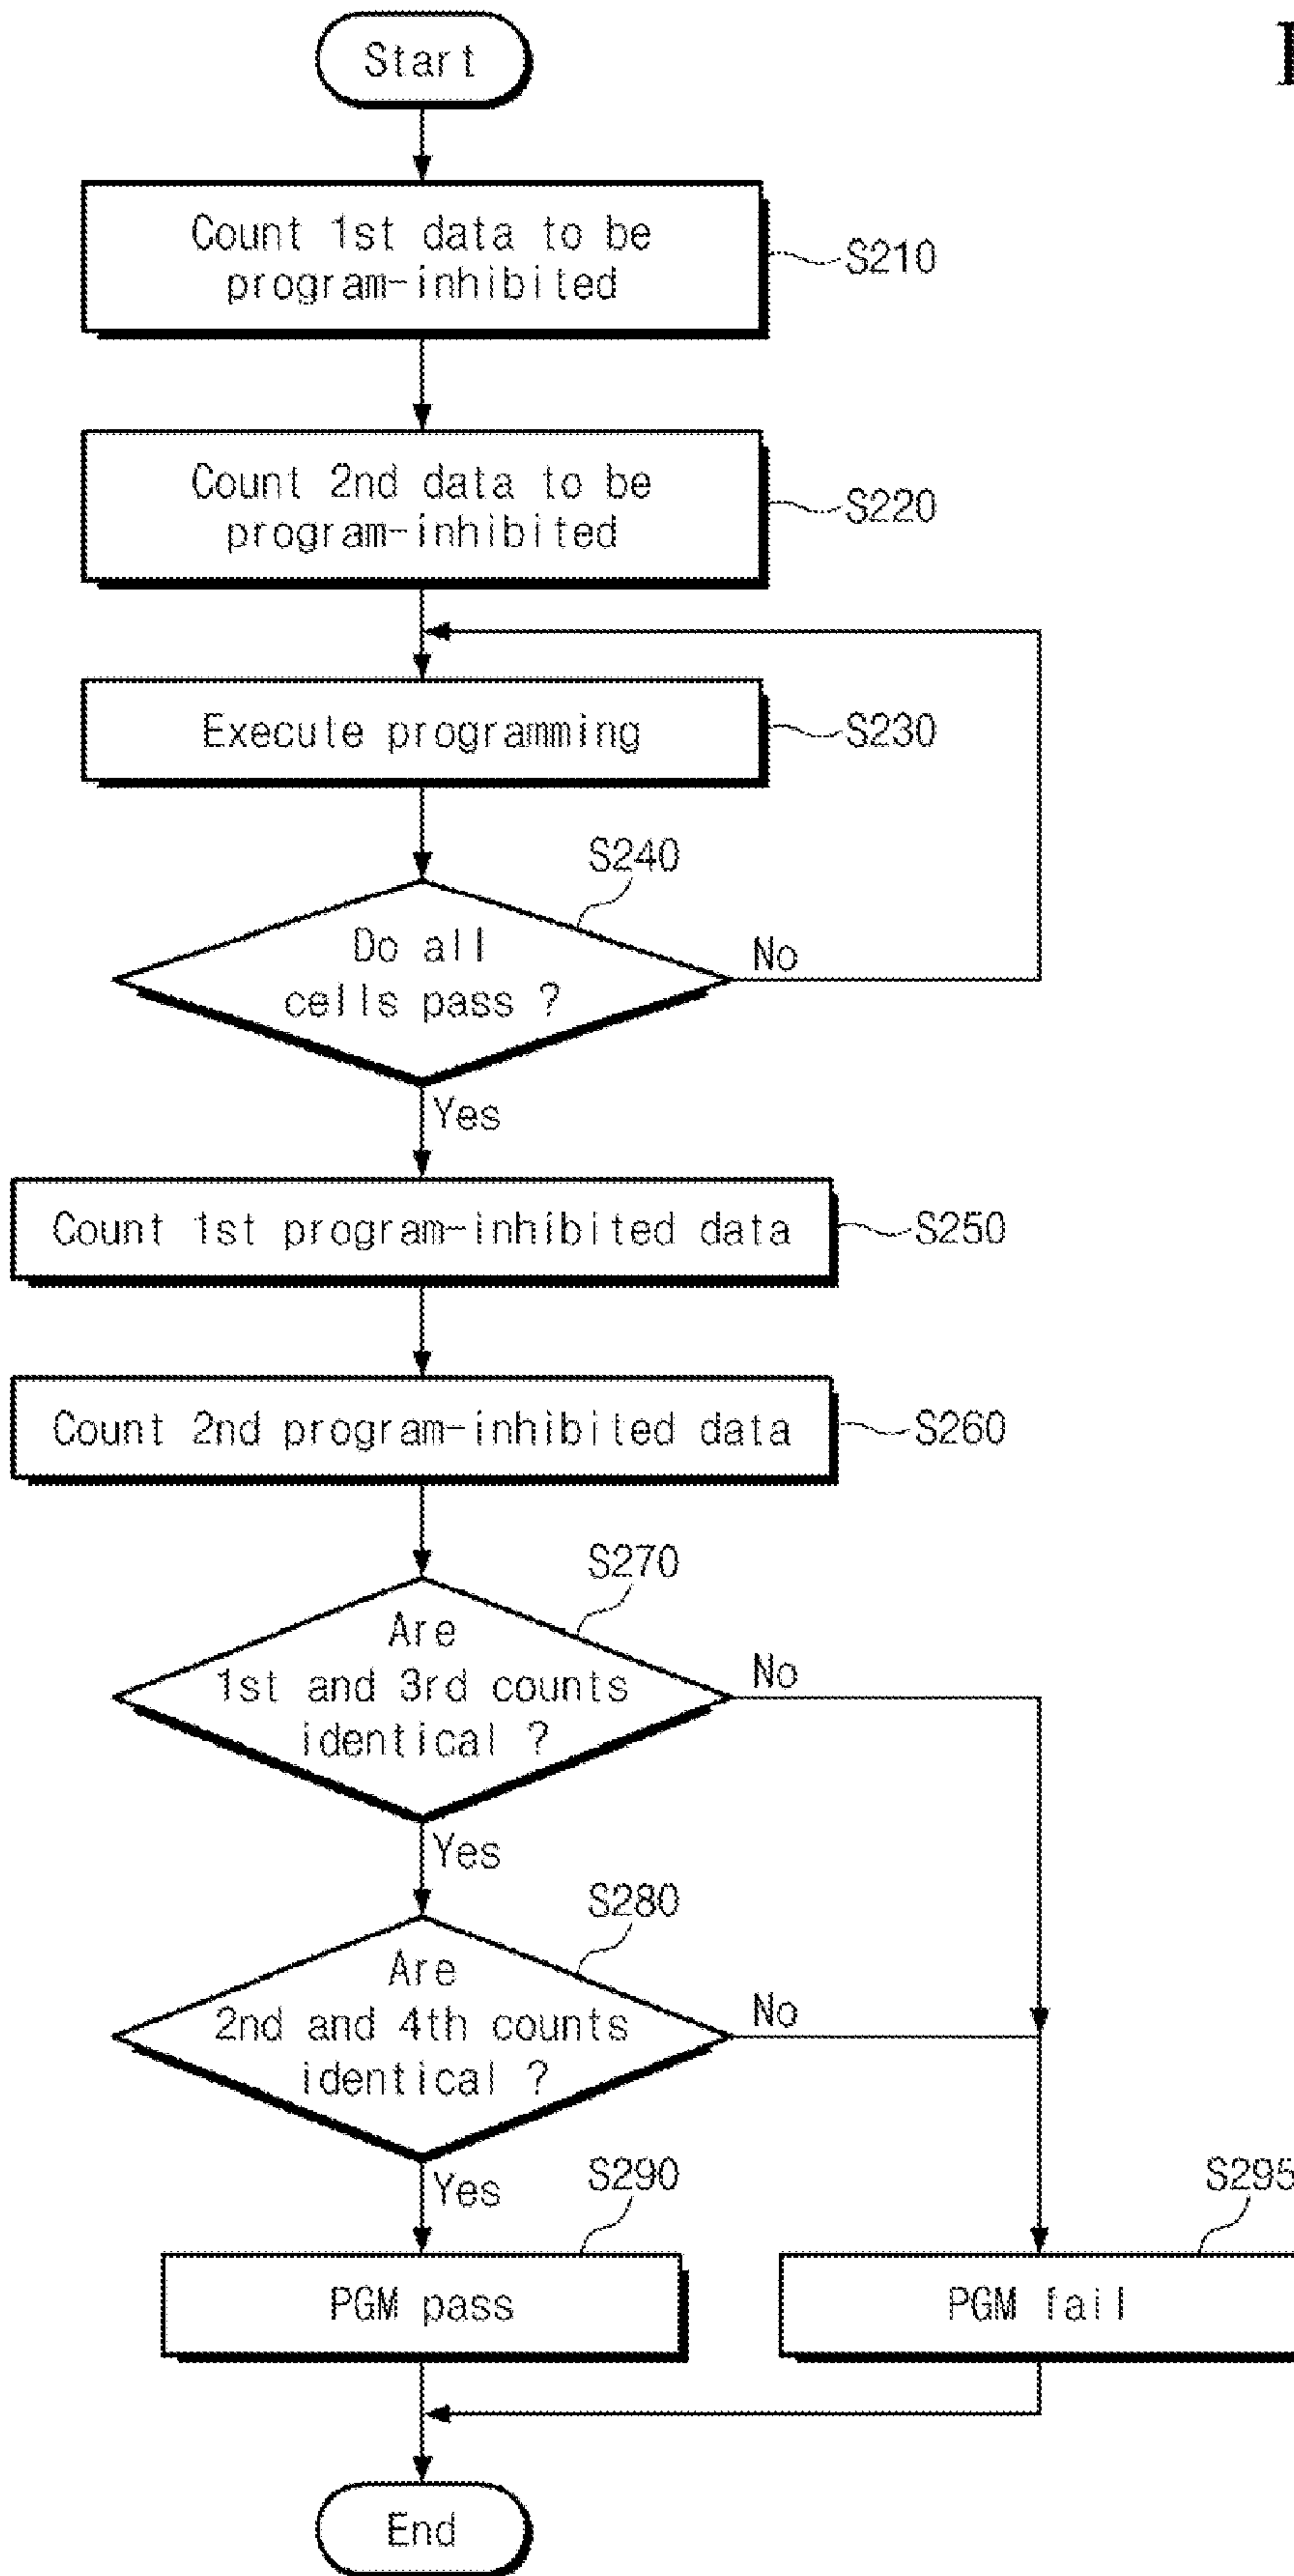 Start
Count 1st data to be
program-inhibited
S210
Count 2nd data to be
program-inhibited
S220
Execute programming
S230
S240
Do all
cells pass ?
No
Yes
Count 1st program-inhibited data
S250
Count 2nd program-inhibited data
S260
S270
Are
1st and 3rd counts
identical ?
No
Yes
S280
Are
2nd and 4th counts
identical ?
No
Yes
S290
S295
PGM pass
PGM fail
End